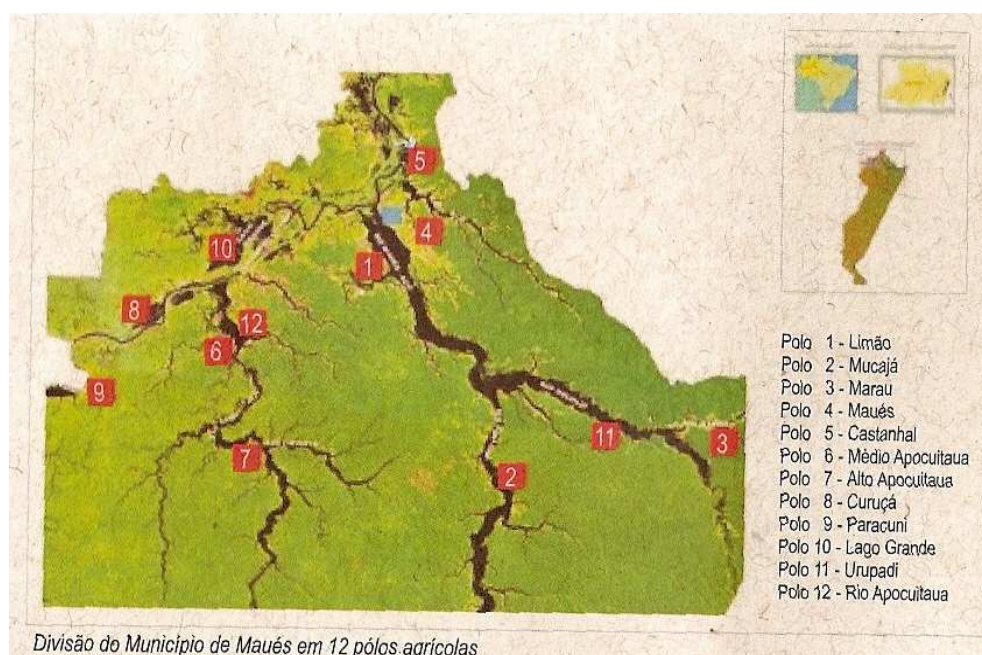 5
10
4
1
8
12
6
9
11
3
7
2
Polo 1 - Limão
Polo 2 - Mucajá
Polo 3 - Marau
Polo 4 - Maués
Polo 5 - Castanhal
Polo 6 - Mèdio Apocuitaua
Polo 7 - Alto Apocuitaua
Polo 8 - Curuçá
Polo 9 - Paracuni
Polo 10 - Lago Grande
Polo 11 - Urupadi
Polo 12 - Rio Apocuitaua
Divisão do Município de Maués em 12 pólos agrícolas